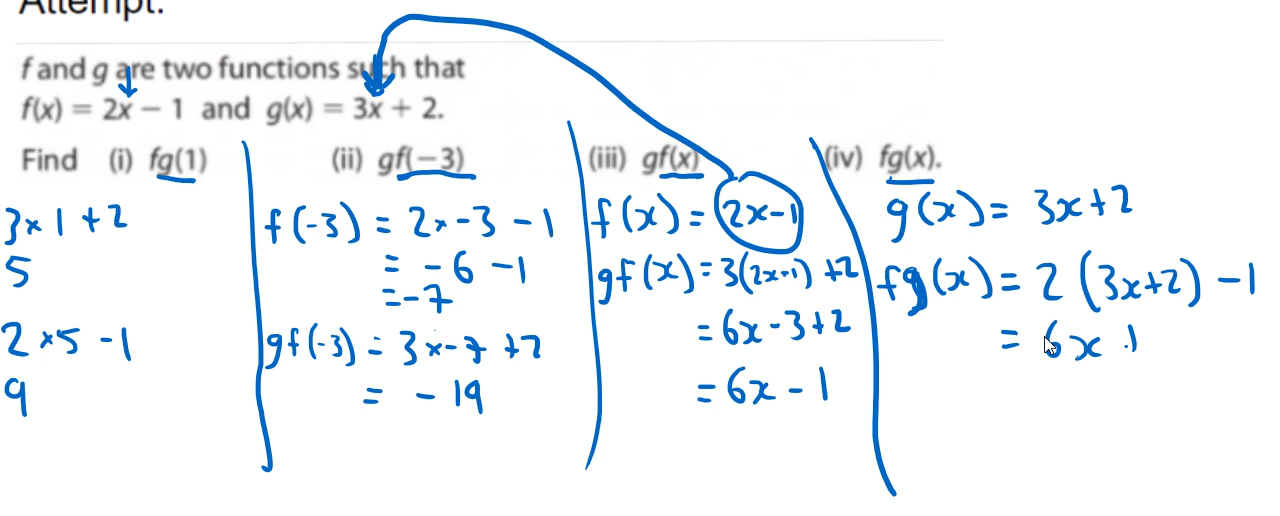 Attempt:
f and g are two functions such that
f(x) = 2x − 1 and g(x) = 3x + 2.
Find (i) fg(1) (ii) gf(−3) (iii) gf(x) (iv) fg(x).
3×1+2
5
2×5-1
9
f(-3) = 2×-3-1
= -6-1
=-7
gf(-3) = 3×-7+2
= -19
f(x) = 2x-1
gf(x) = 3(2x-1)+2
= 6x-3+2
= 6x-1
g(x) = 3x+2
fg(x) = 2(3x+2)-1
= 6x